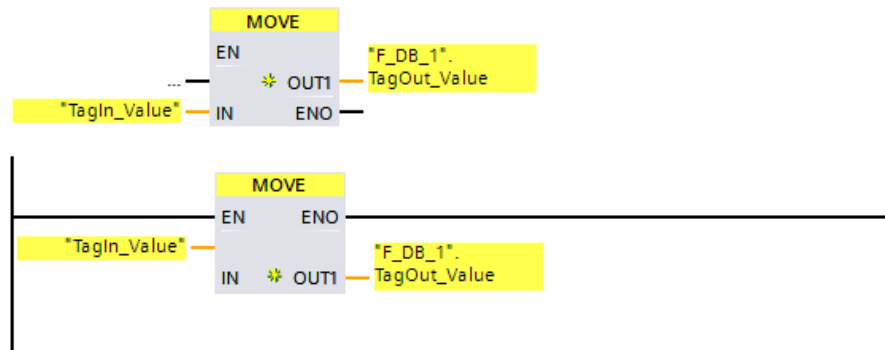 MOVE
EN
"F_DB_1".
... OUT1 TagOut_Value
"TagIn_Value" IN ENO
MOVE
EN ENO
"TagIn_Value"
"F_DB_1".
IN OUT1 TagOut_Value